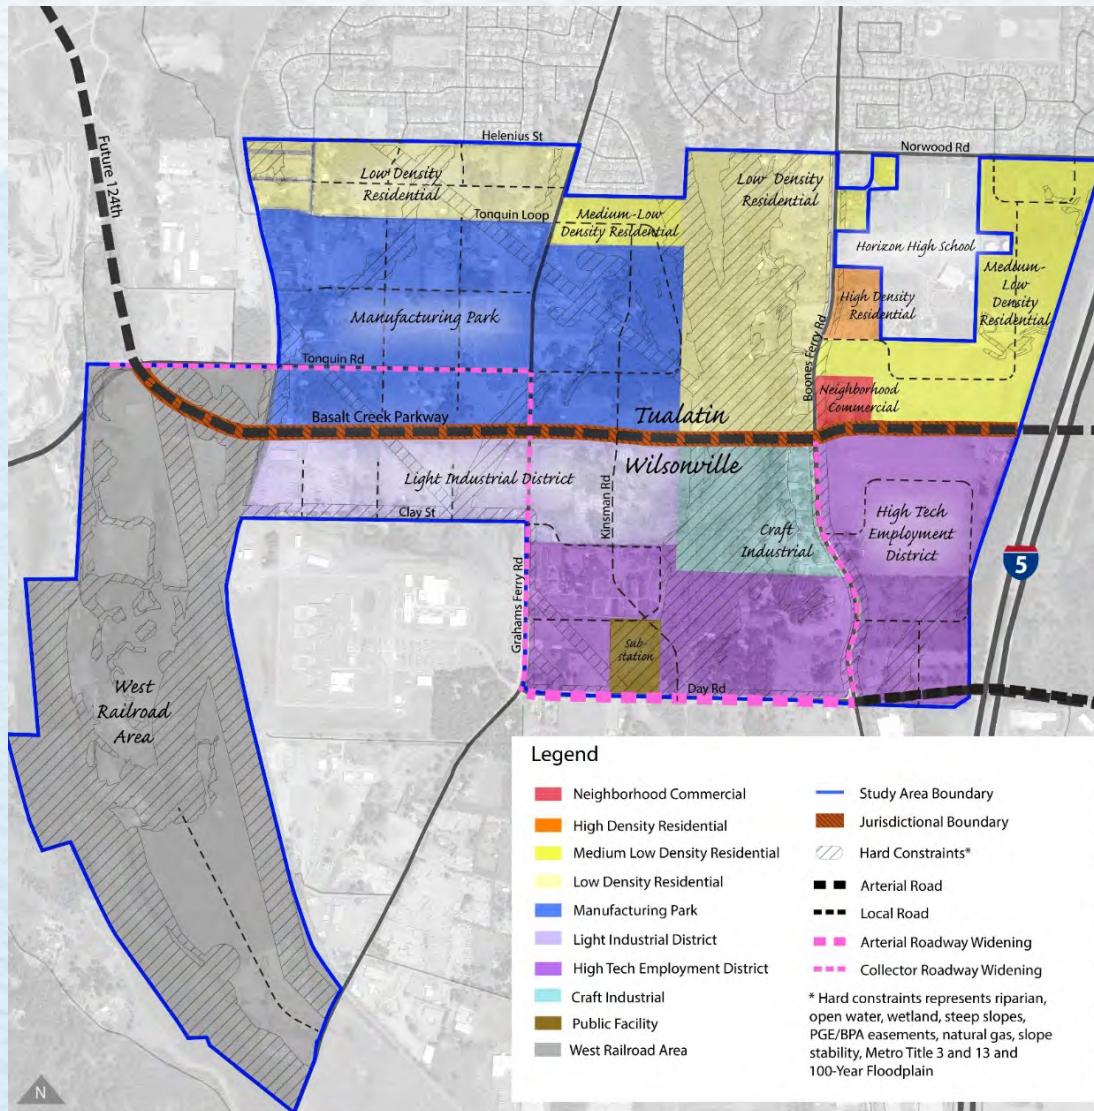 Helenius St
Norwood Rd
Future 124th
Low Density
Residential
Low Density
Residential
Tonquin Loop
Medium-Low
Density Residential
Horizon High School
Medium-
Low
Density
Residential
High Density
Residential
Manufacturing Park
Boones Ferry Rd
Tonquin Rd
Neighborhood
Commercial
Basalt Creek Parkway
Tualatin
Wilsonville
Light Industrial District
Kinsman Rd
Clay St
Craft
Industrial
High Tech
Employment
District
5
Grahams Ferry Rd
Sub-
station
Day Rd
West
Railroad
Area
Legend
Neighborhood Commercial
High Density Residential
Medium Low Density Residential
Low Density Residential
Manufacturing Park
Light Industrial District
High Tech Employment District
Craft Industrial
Public Facility
West Railroad Area
Study Area Boundary
Jurisdictional Boundary
Hard Constraints*
Arterial Road
Local Road
Arterial Roadway Widening
Collector Roadway Widening
* Hard constraints represents riparian,
open water, wetland, steep slopes,
PGE/BPA easements, natural gas, slope
stability, Metro Title 3 and 13 and
100-Year Floodplain
N